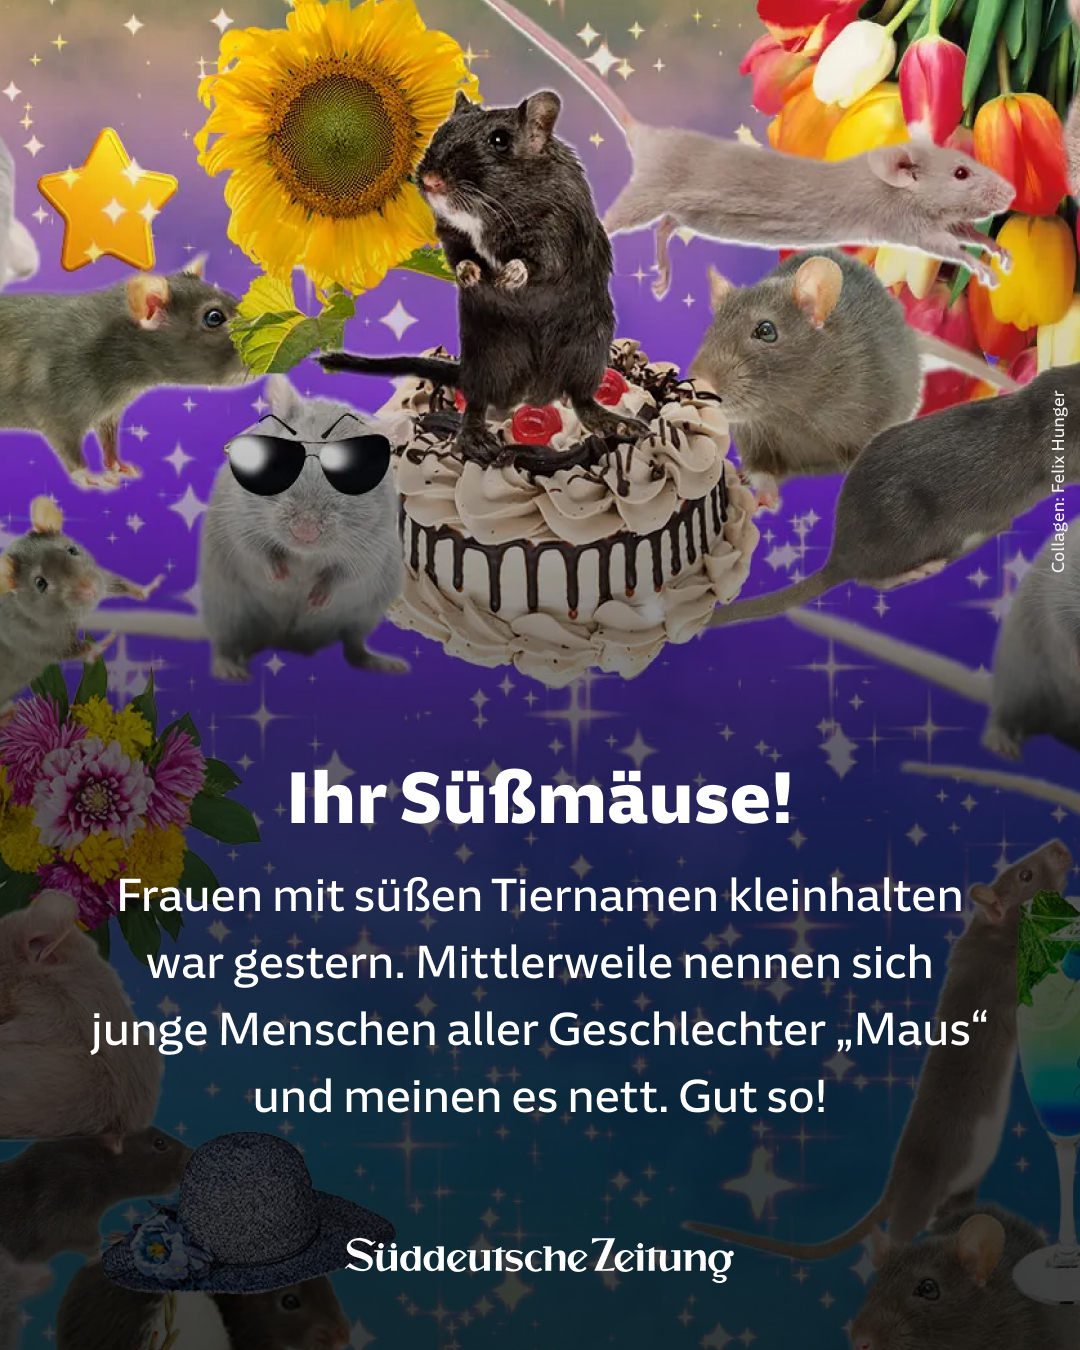 Collagen: Felix Hunger
Ihr Süßmäuse!
Frauen mit süßen Tiernamen kleinhalten
war gestern. Mittlerweile nennen sich
junge Menschen aller Geschlechter „Maus“
und meinen es nett. Gut so!
Süddeutsche Zeitung